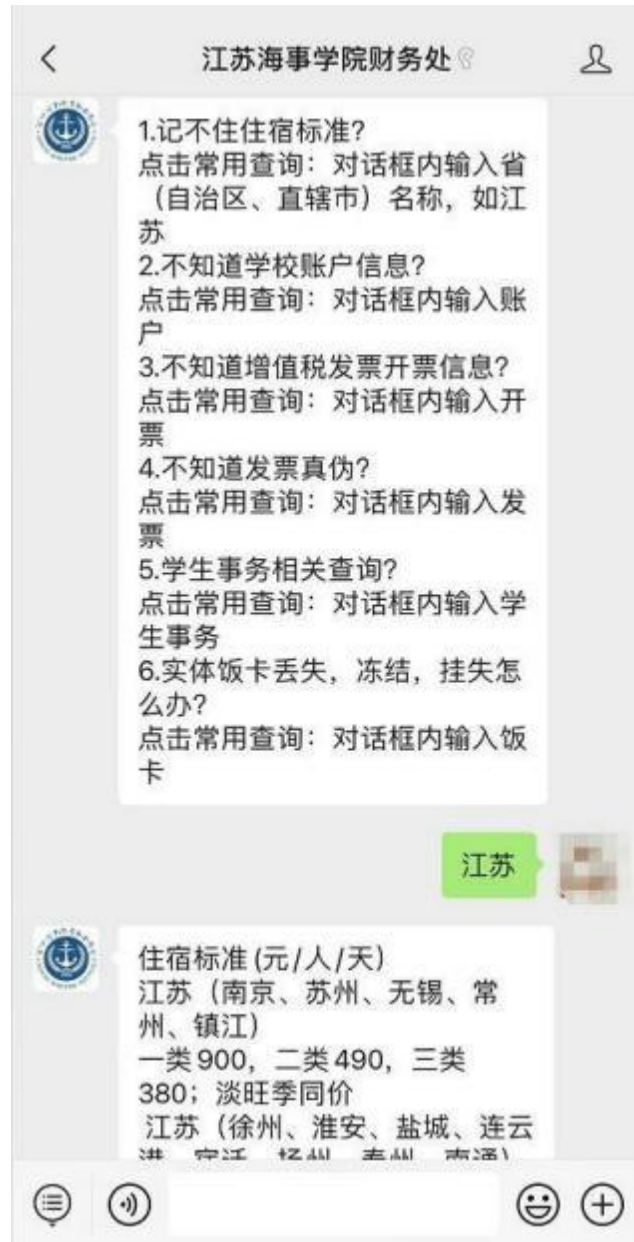 江苏海事学院财务处
1.记不住住宿标准?
点击常用查询：对话框内输入省
（自治区、直辖市）名称，如江
苏
2.不知道学校账户信息?
点击常用查询：对话框内输入账
户
3.不知道增值税发票开票信息?
点击常用查询：对话框内输入开
票
4.不知道发票真伪?
点击常用查询：对话框内输入发
票
5.学生事务相关查询?
点击常用查询：对话框内输入学
生事务
6.实体饭卡丢失，冻结，挂失怎
么办?
点击常用查询：对话框内输入饭
卡
江苏
住宿标准(元/人/天）
江苏（南京、苏州、无锡、常
州、镇江）
一类900，二类490，三类
380；淡旺季同价
江苏（徐州、淮安、盐城、连云